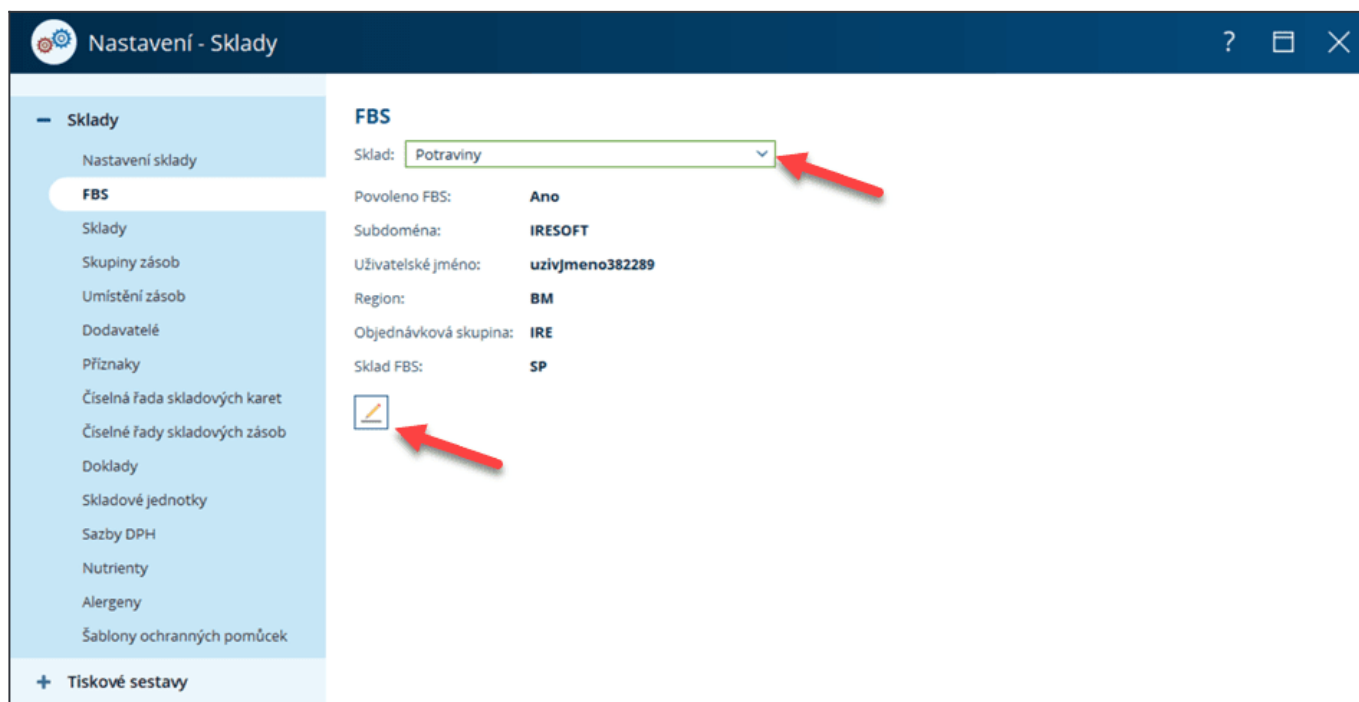 Nastavení - Sklady
?
Sklady
Nastavení sklady
FBS
Sklady
Skupiny zásob
Umístění zásob
Dodavatelé
Příznaky
Číselná řada skladových karet
Číselné řady skladových zásob
Doklady
Skladové jednotky
Sazby DPH
Nutrienty
Alergeny
Šablony ochranných pomůcek
Tiskové sestavy
FBS
Sklad: Potraviny
Povoleno FBS: Ano
Subdoména: IRESOFT
Uživatelské jméno: uzivJmeno382289
Region: BM
Objednávková skupina: IRE
Sklad FBS: SP